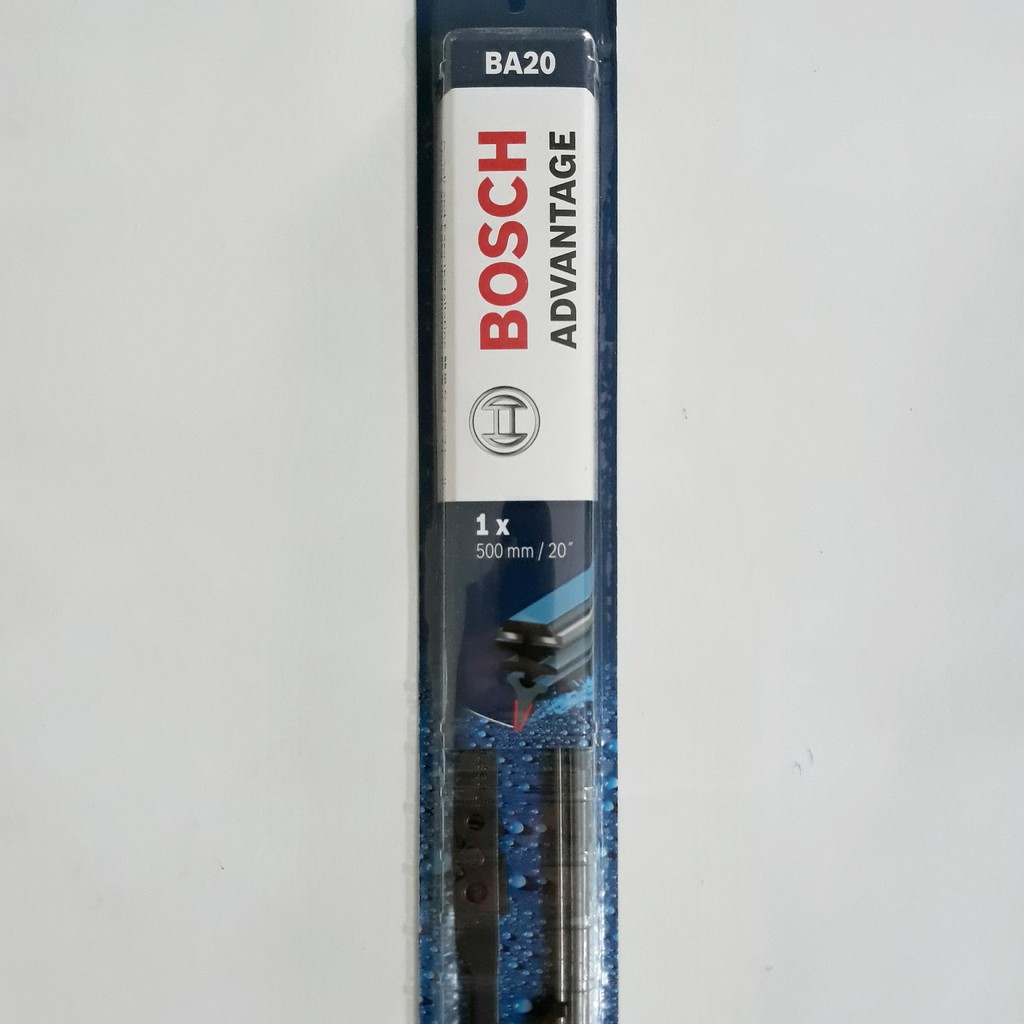 BA20
BOSCH
ADVANTAGE
1 x
500 mm / 20″